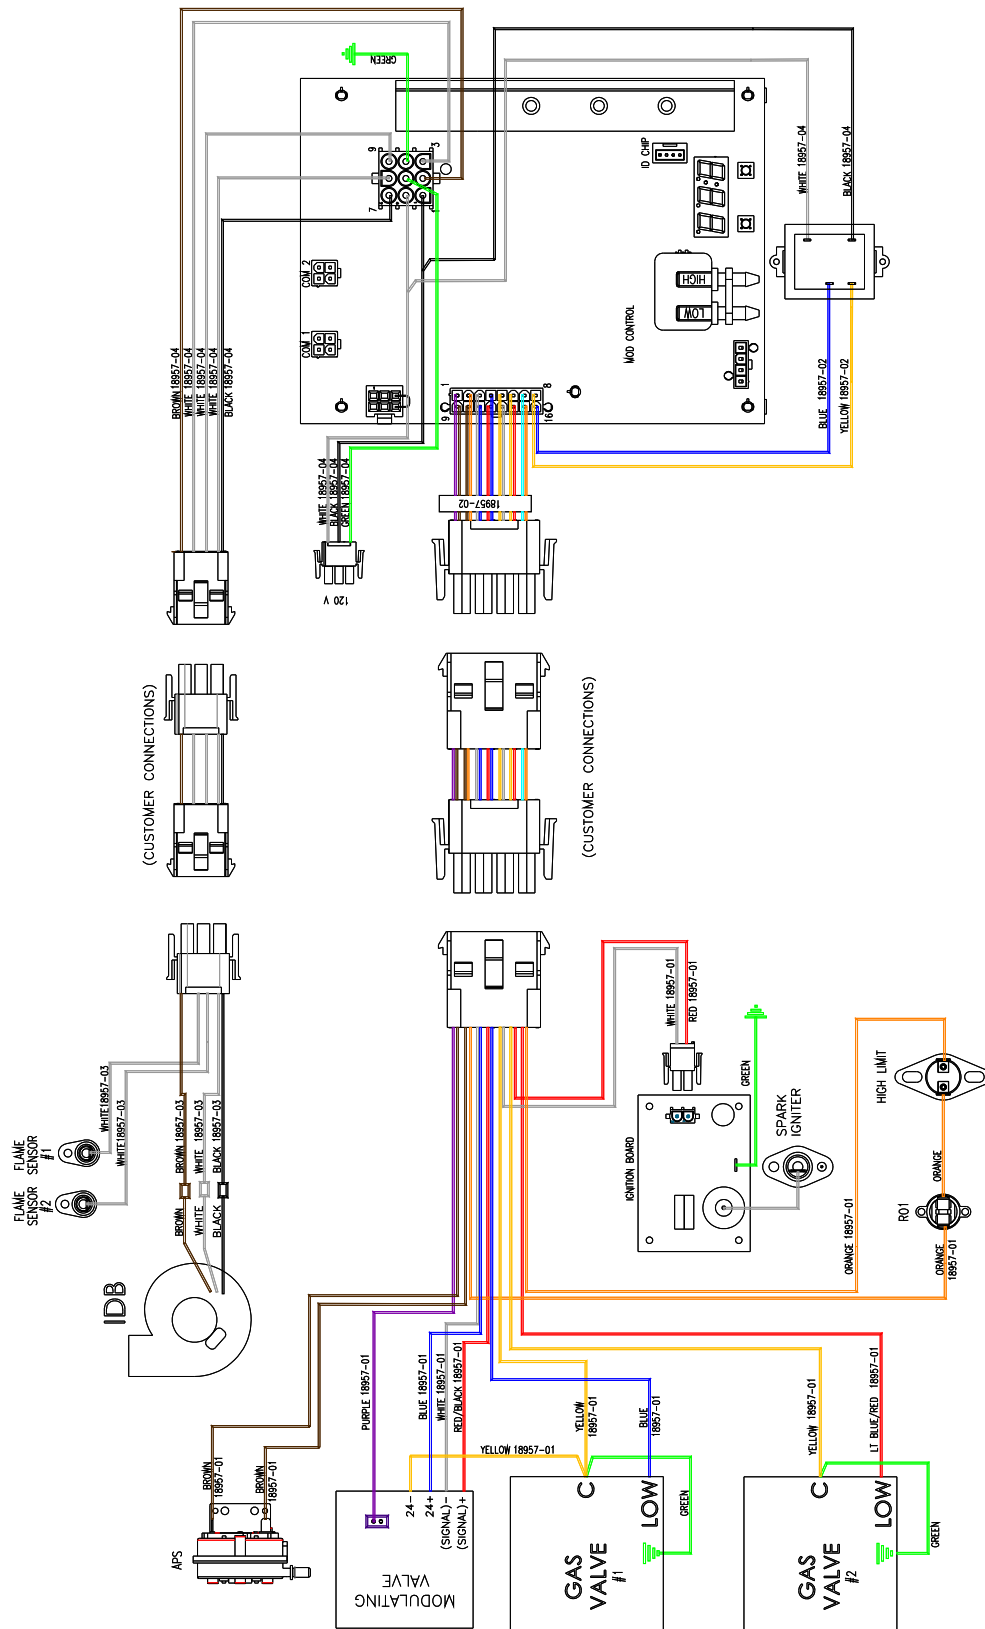 GREEN
BROWN 18957-04
WHITE 18957-04
WHITE 18957-04
WHITE 18957-04
BLACK 18957-04
9
3
7
1
COM 2
COM 1
ID CHIP
HIGH
LOW
MOD CONTROL
1
8
9
16
WHITE 18957-04
BLACK 18957-04
BLUE 18957-02
YELLOW 18957-02
WHITE 18957-04
BLACK 18957-04
GREEN 18957-04
120 V
18957-02
(CUSTOMER CONNECTIONS)
(CUSTOMER CONNECTIONS)
FLAME
SENSOR
#1
FLAME
SENSOR
#2
WHITE18957-03
WHITE18957-03
BROWN 18957-03
WHITE 18957-03
BLACK 18957-03
BROWN
WHITE
BLACK
IDB
WHITE 18957-01
RED 18957-01
IGNITION BOARD
GREEN
SPARK
IGNITER
HIGH LIMIT
ORANGE
RO1
ORANGE 18957-01
ORANGE
18957-01
BROWN
18957-01
BROWN
18957-01
APS
PURPLE 18957-01
BLUE 18957-01
WHITE 18957-01
RED/BLACK 18957-01
YELLOW 18957-01
YELLOW
18957-01
BLUE
18957-01
YELLOW 18957-01
LT BLUE/RED 18957-01
24-
24+
(SIGNAL)-
(SIGNAL)+
MODULATING
VALVE
C
LOW
GREEN
GAS
VALVE
#1
C
LOW
GREEN
GAS
VALVE
#2